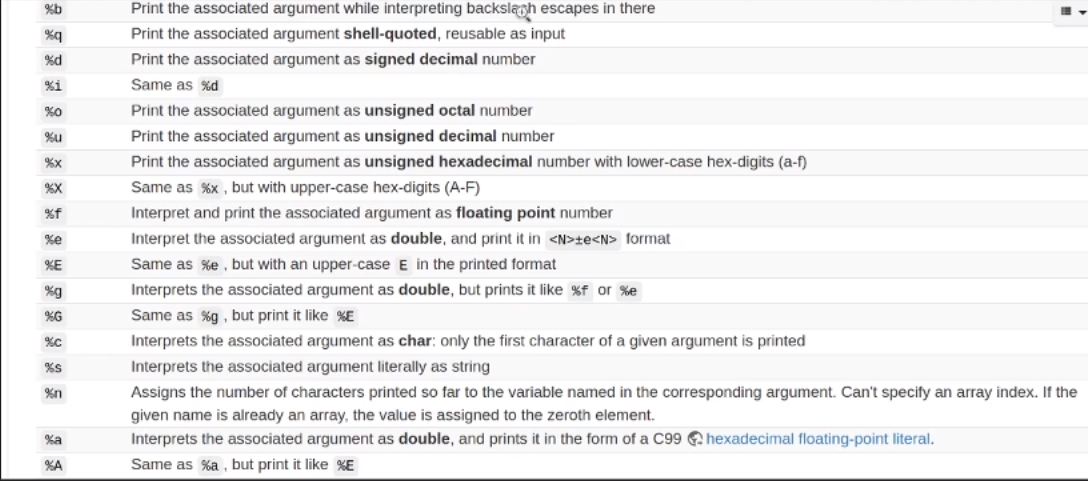 %b Print the associated argument while interpreting backslash escapes in there
%q Print the associated argument shell-quoted, reusable as input
%d Print the associated argument as signed decimal number
%i Same as %d
%o Print the associated argument as unsigned octal number
%u Print the associated argument as unsigned decimal number
%x Print the associated argument as unsigned hexadecimal number with lower-case hex-digits (a-f)
%X Same as %x , but with upper-case hex-digits (A-F)
%f Interpret and print the associated argument as floating point number
%e Interpret the associated argument as double, and print it in <N>±e<N> format
%E Same as %e , but with an upper-case E in the printed format
%g Interprets the associated argument as double, but prints it like %f or %e
%G Same as %g , but print it like %E
%c Interprets the associated argument as char: only the first character of a given argument is printed
%s Interprets the associated argument literally as string
%n Assigns the number of characters printed so far to the variable named in the corresponding argument. Can't specify an array index. If the
given name is already an array, the value is assigned to the zeroth element.
%a Interprets the associated argument as double, and prints it in the form of a C99 hexadecimal floating-point literal.
%A Same as %a , but print it like %E